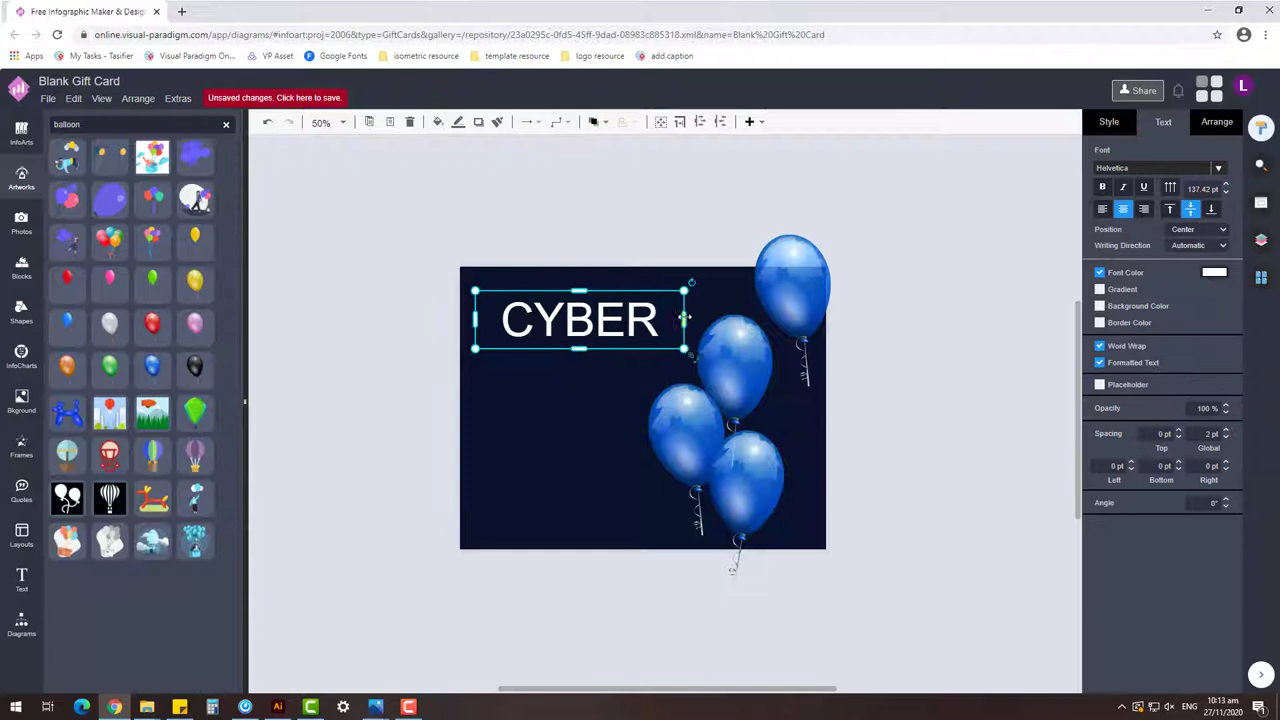 Free Infographic Maker & Design
online.visual-paradigm.com/app/diagrams/#infoart:proj=2006&type=GiftCards&gallery=/repository/23a0295c-0fd5-45ff-9dad-08983c885318.xml&name=Blank%20Gift%20Card
Apps
My Tasks - Tasifier
Visual Paradigm On...
VP Asset
Google Fonts
isometric resource
template resource
logo resource
add caption
Blank Gift Card
File Edit View Arrange Extras
Unsaved changes. Click here to save.
Share
L
InfoArts
Artworks
Photos
Blocks
Shapes
InfoCharts
Bkground
Frames
Quotes
Layouts
Text
Diagrams
balloon
50%
CYBER
Style Text Arrange
Font
Helvetica
B I U 137.42 pt
Position Center
Writing Direction Automatic
Font Color
Gradient
Background Color
Border Color
Word Wrap
Formatted Text
Placeholder
Opacity 100 %
Spacing 0 pt 2 pt
Top Global
0 pt 0 pt 0 pt
Left Bottom Right
Angle 0°
Ai
10:13 am
27/11/2020